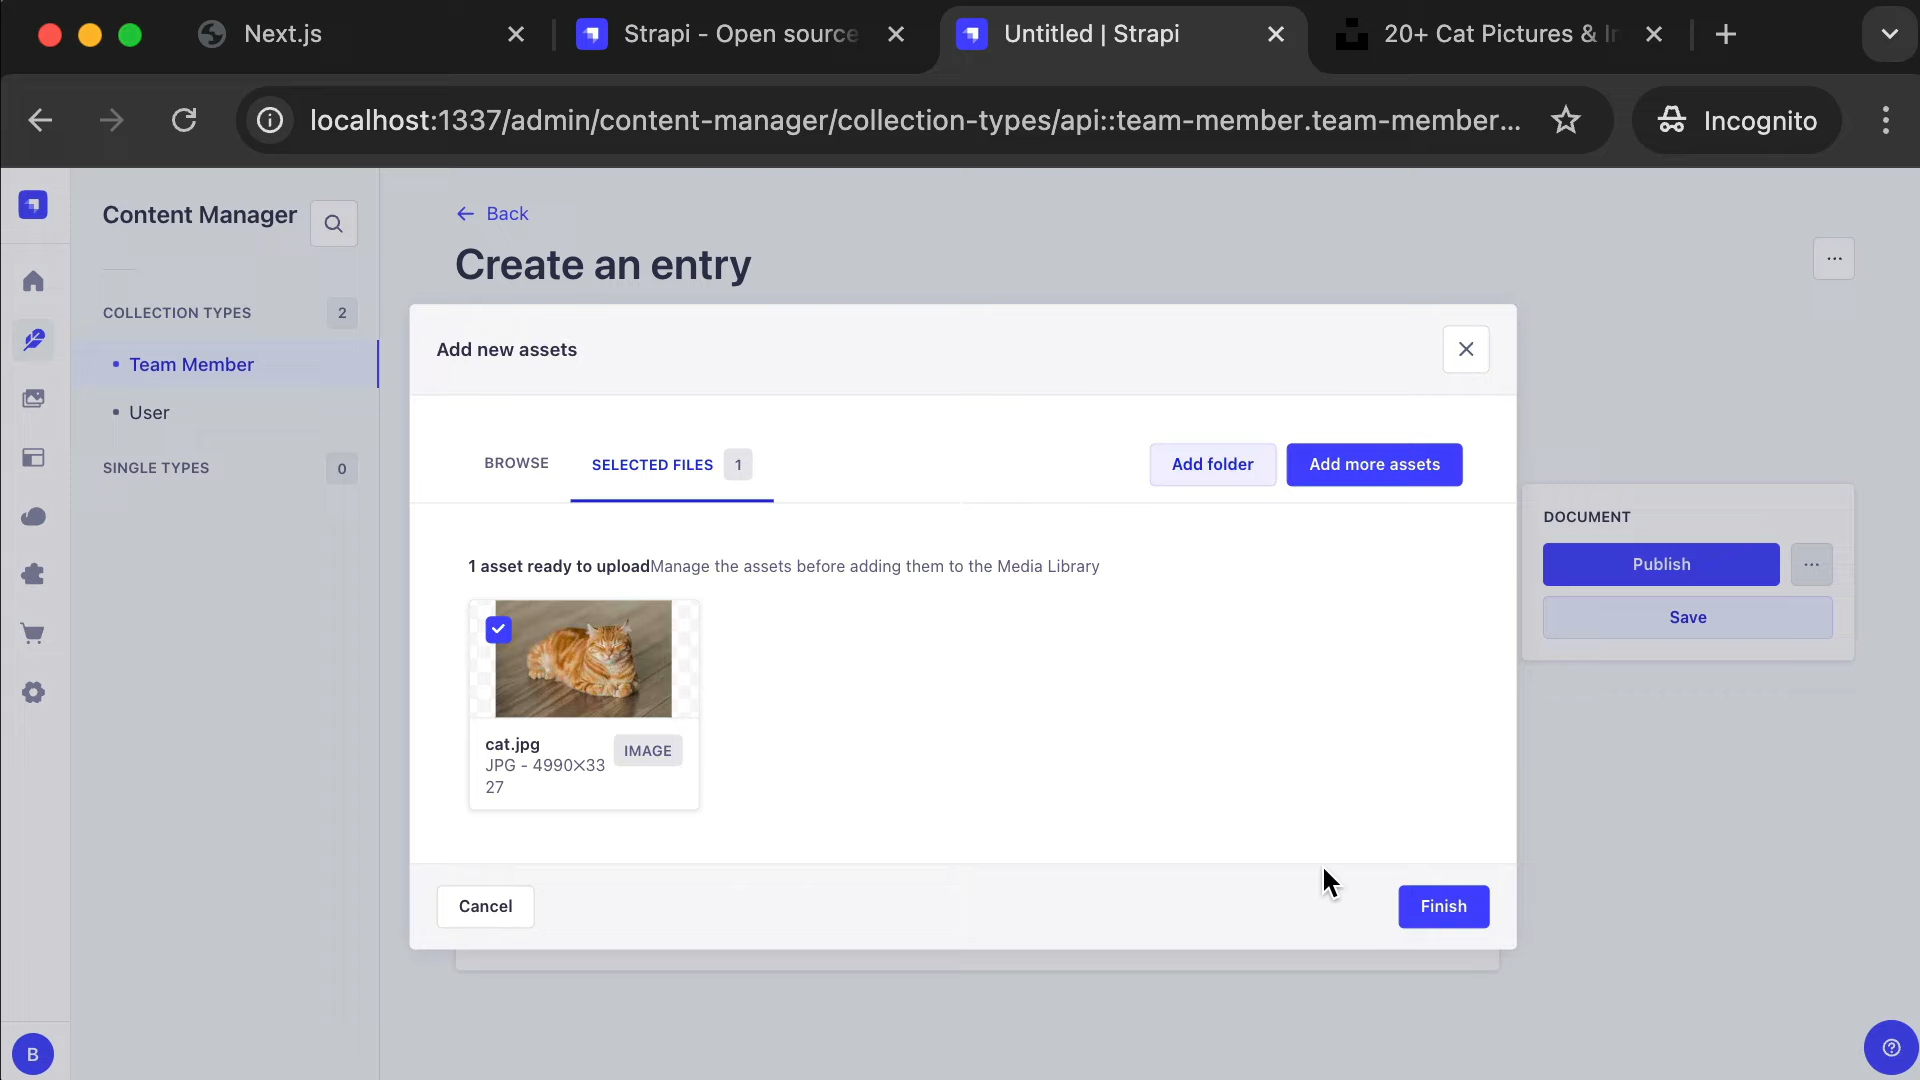 Next.js
Strapi - Open source
Untitled | Strapi
20+ Cat Pictures & I
localhost:1337/admin/content-manager/collection-types/api::team-member.team-member...
Incognito
Content Manager
COLLECTION TYPES
2
Team Member
User
SINGLE TYPES
0
Back
Create an entry
Add new assets
BROWSE
SELECTED FILES
1
Add folder
Add more assets
1 asset ready to uploadManage the assets before adding them to the Media Library
cat.jpg
IMAGE
JPG - 4990✕33
27
Cancel
Finish
DOCUMENT
Publish
Save
B